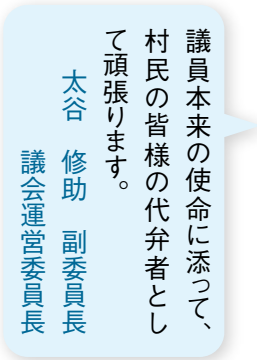 議員本来の使命に添って、
村民の皆様の代弁者とし
て頑張ります。
太谷　修助　副委員長
議会運営委員長